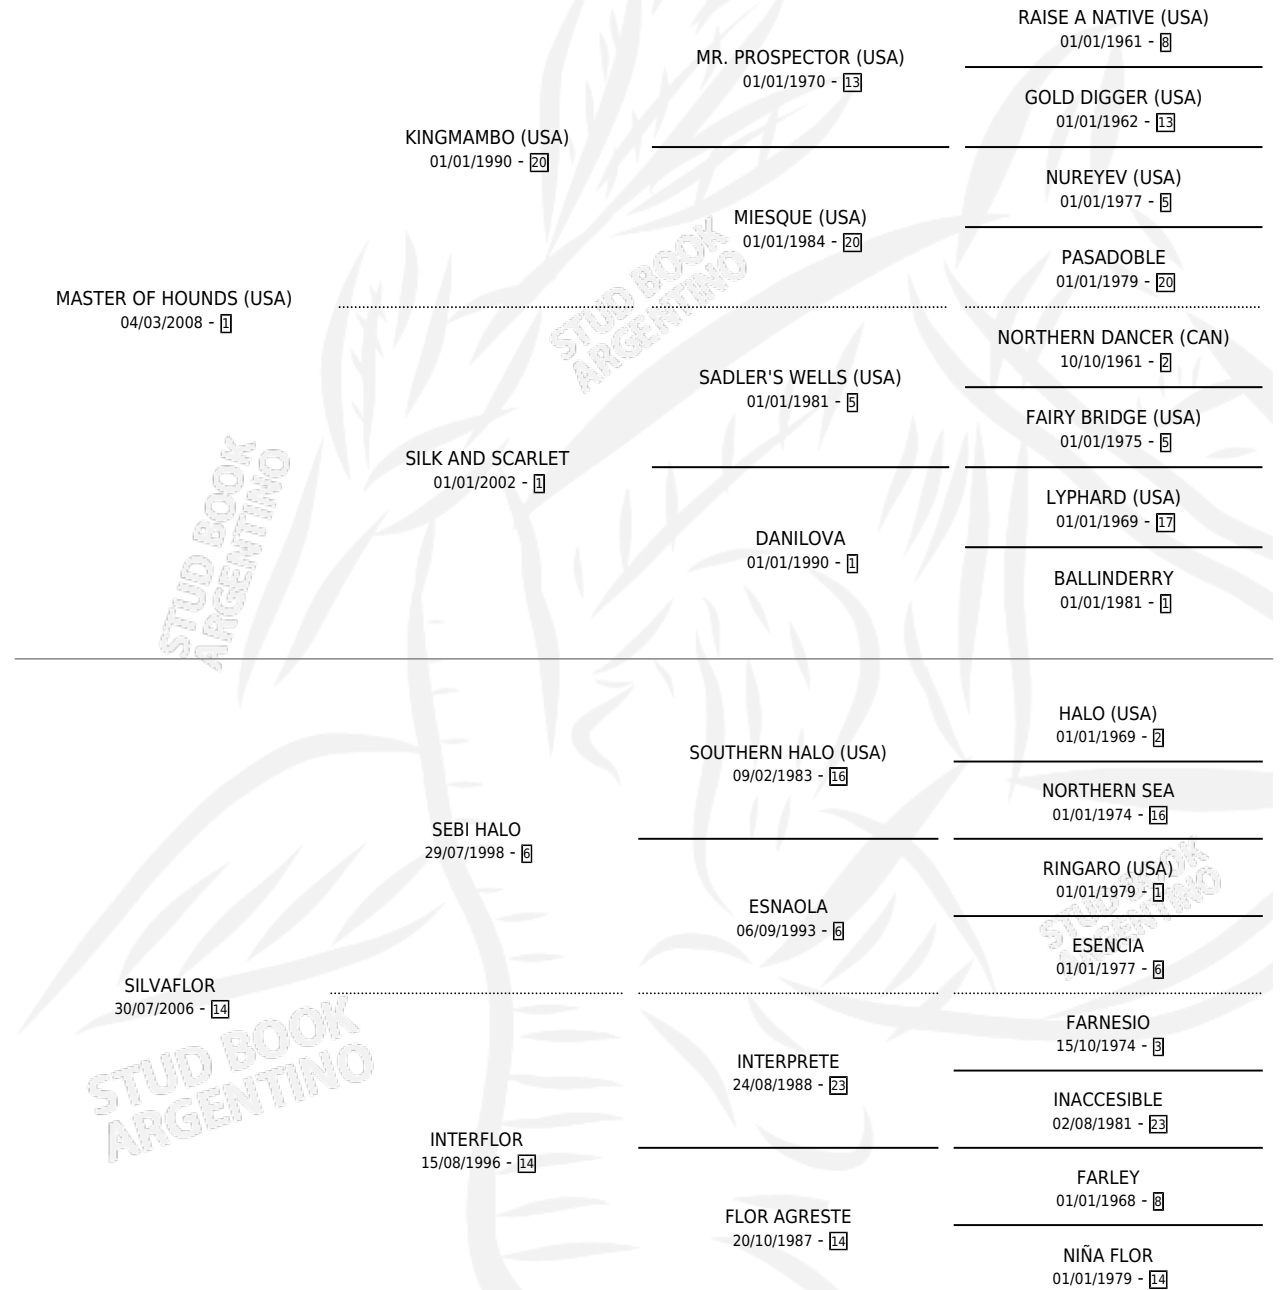 RAISE A NATIVE (USA)
01/01/1961 - 8
MR. PROSPECTOR (USA)
01/01/1970 - 13
GOLD DIGGER (USA)
01/01/1962 - 13
KINGMAMBO (USA)
01/01/1990 - 20
NUREYEV (USA)
01/01/1977 - 5
MIESQUE (USA)
01/01/1984 - 20
PASADOBLE
01/01/1979 - 20
MASTER OF HOUNDS (USA)
04/03/2008 - 1
NORTHERN DANCER (CAN)
10/10/1961 - 2
SADLER'S WELLS (USA)
01/01/1981 - 5
FAIRY BRIDGE (USA)
01/01/1975 - 5
SILK AND SCARLET
01/01/2002 - 1
LYPHARD (USA)
01/01/1969 - 17
DANILOVA
01/01/1990 - 1
BALLINDERRY
01/01/1981 - 1
STUD BOOK
ARGENTINO
STUD BOOK
ARGENTINO
HALO (USA)
01/01/1969 - 2
SOUTHERN HALO (USA)
09/02/1983 - 16
NORTHERN SEA
01/01/1974 - 16
SEBI HALO
29/07/1998 - 6
RINGARO (USA)
01/01/1979 - 1
ESNAOLA
06/09/1993 - 6
ESENCIA
01/01/1977 - 6
SILVAFLOR
30/07/2006 - 14
FARNESIO
15/10/1974 - 3
INTERPRETE
24/08/1988 - 23
INACCESIBLE
02/08/1981 - 23
INTERFLOR
15/08/1996 - 14
FARLEY
01/01/1968 - 8
FLOR AGRESTE
20/10/1987 - 14
NIÑA FLOR
01/01/1979 - 14
STUD BOOK
ARGENTINO
STUD BOOK
ARGENTINO